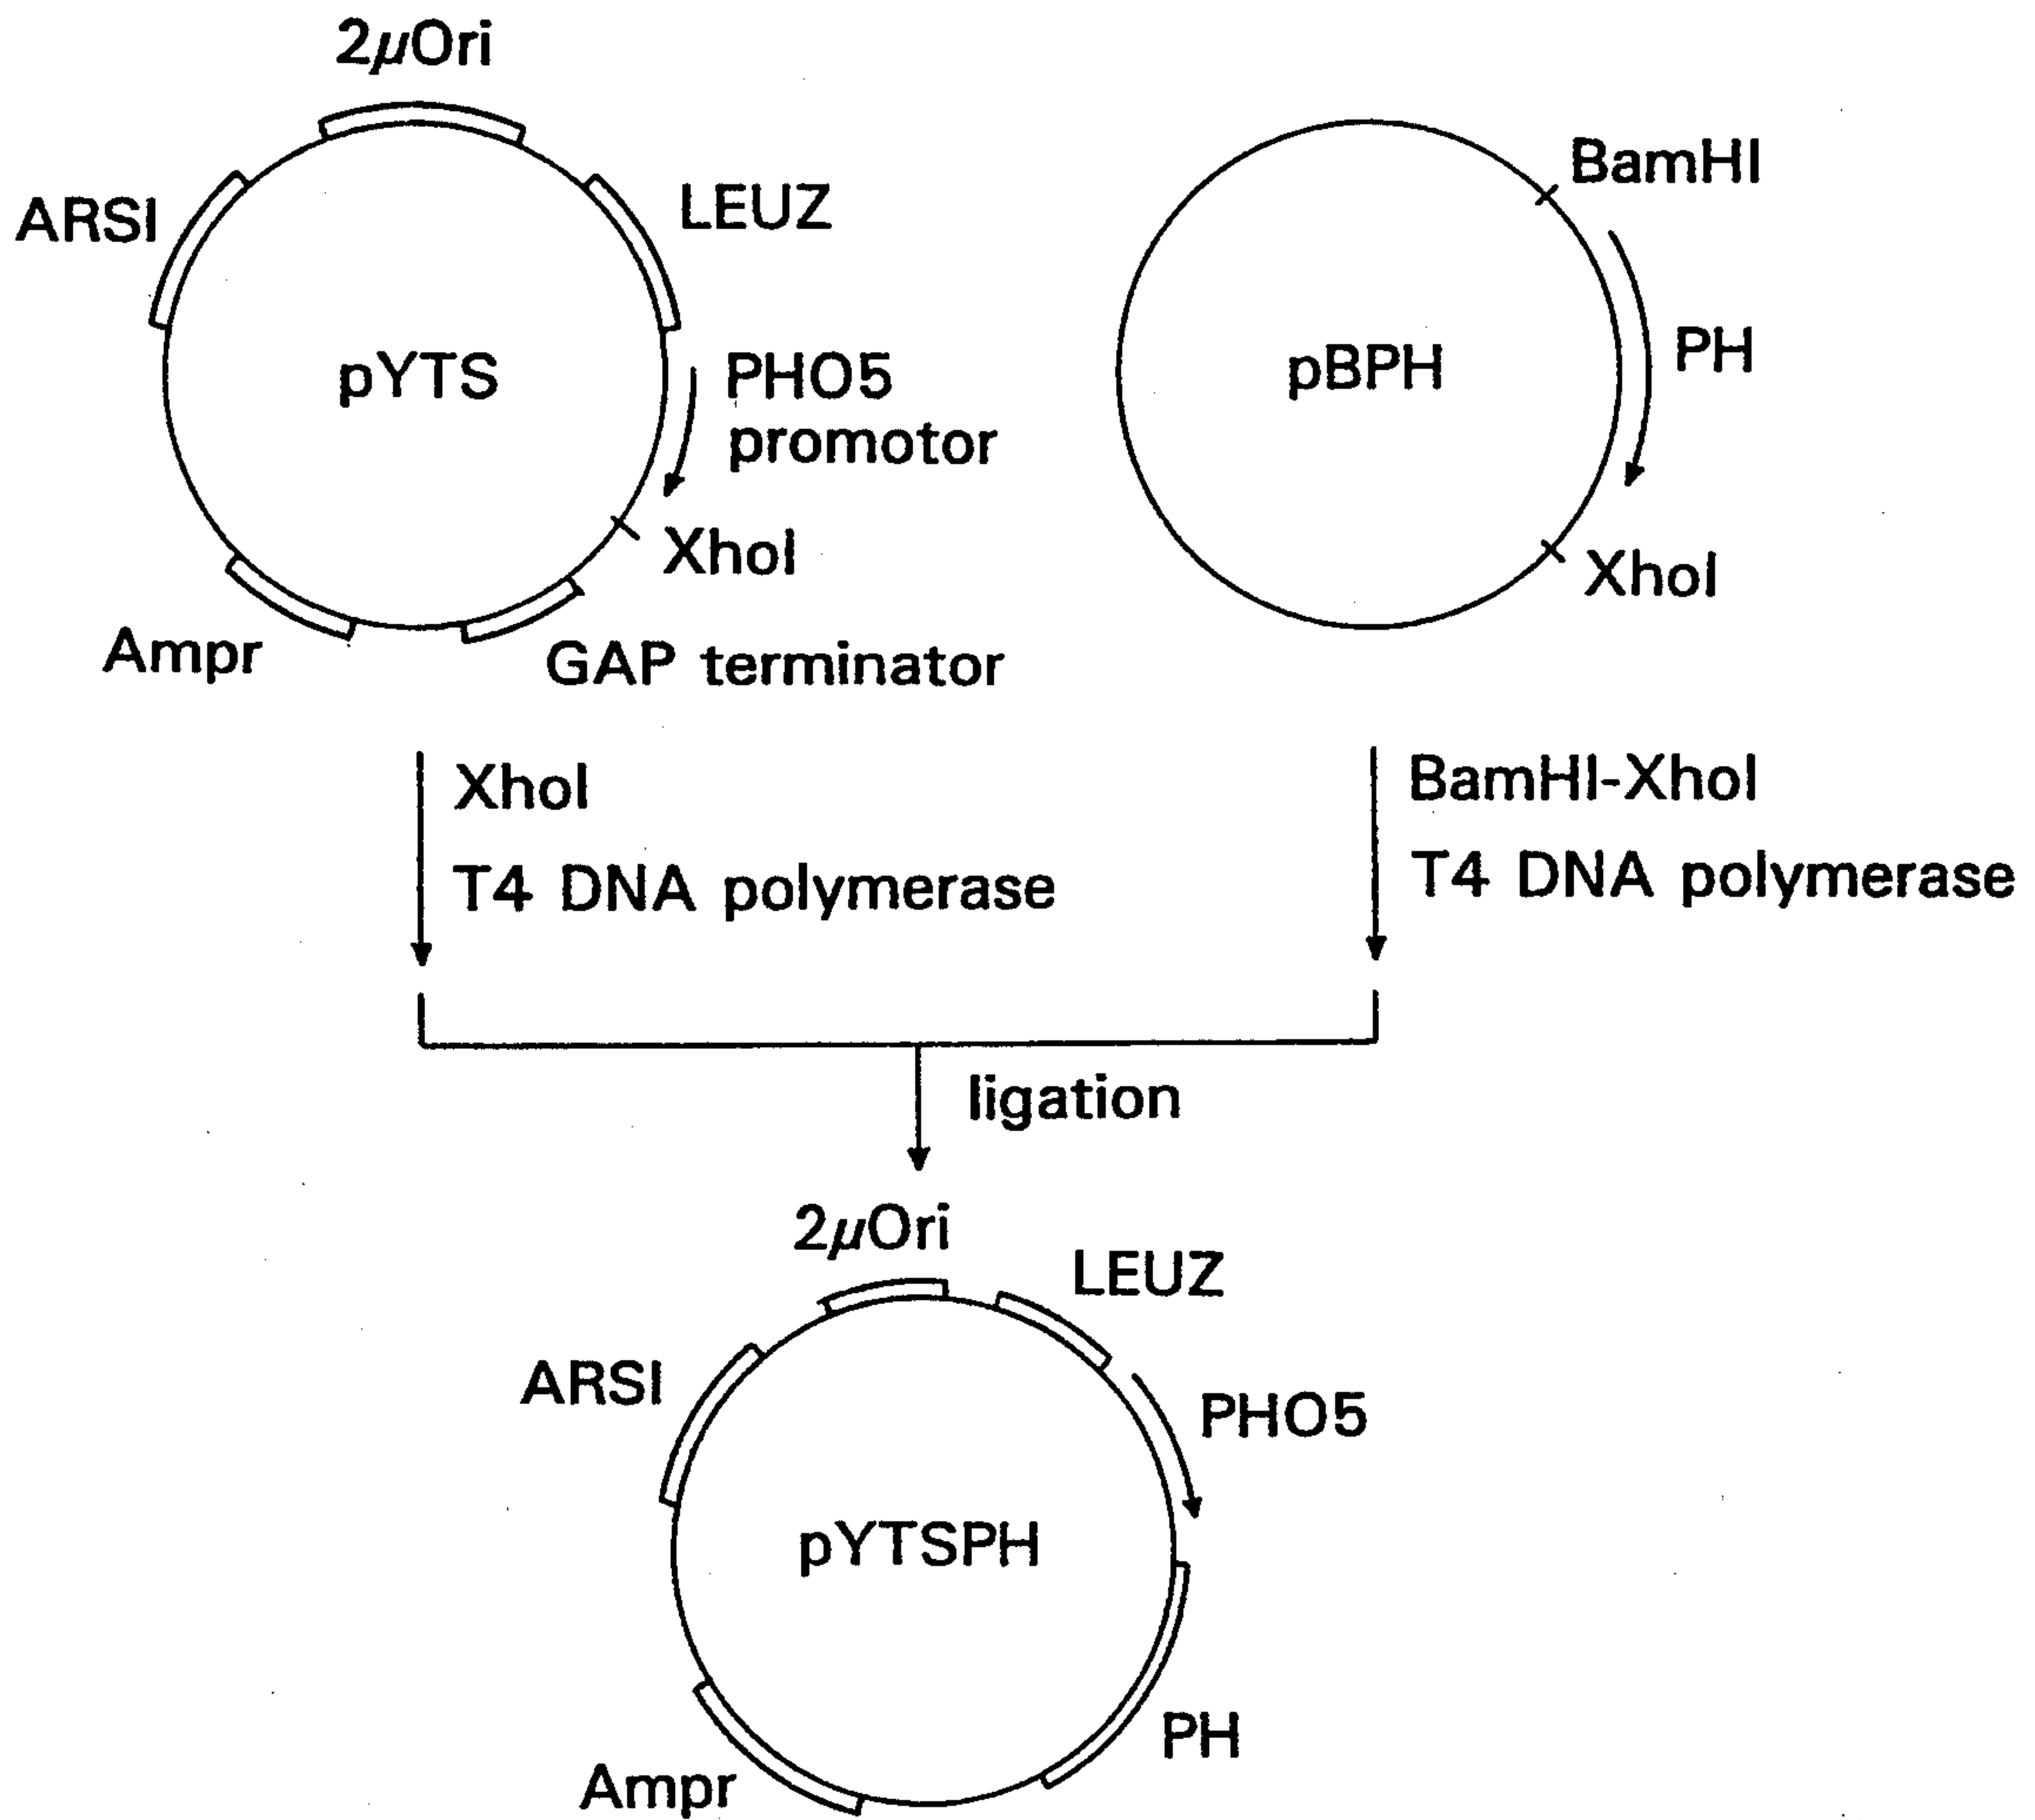 2μOri
ARSI
LEUZ
pYTS
PHO5
promotor
XhoI
Ampr
GAP terminator
BamHI
pBPH
PH
XhoI
XhoI
T4 DNA polymerase
BamHI-XhoI
T4 DNA polymerase
ligation
2μOri
LEUZ
ARSI
PHO5
pYTSPH
PH
Ampr